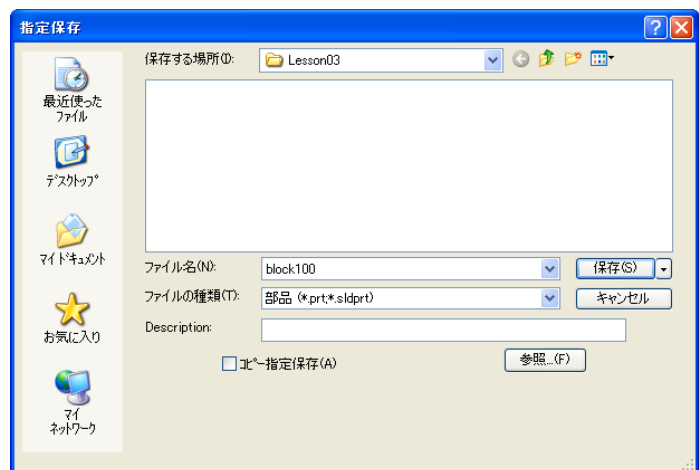 指定保存
保存する場所(I):
Lesson03
最近使った
ファイル
デスクトップ
マイ ドキュメント
お気に入り
マイ
ネットワーク
ファイル名(N):
block100
保存(S)
ファイルの種類(T):
部品 (*.prt;*.sldprt)
キャンセル
Description:
コピー指定保存(A)
参照...(F)